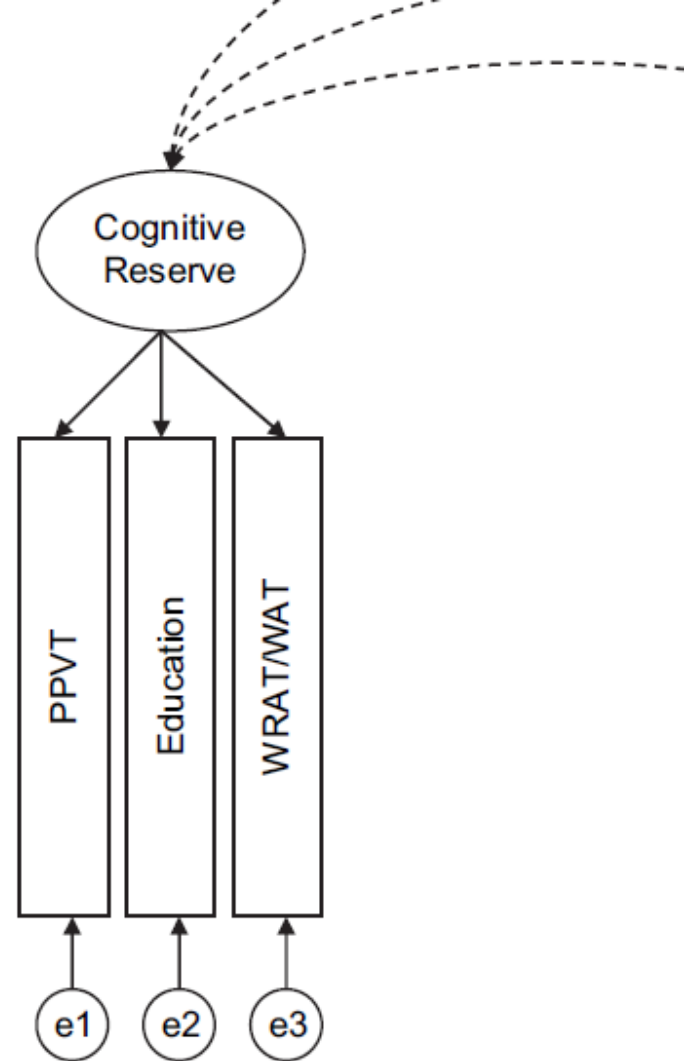 Cognitive
Reserve
PPVT
Education
WRAT/WAT
e1
e2
e3